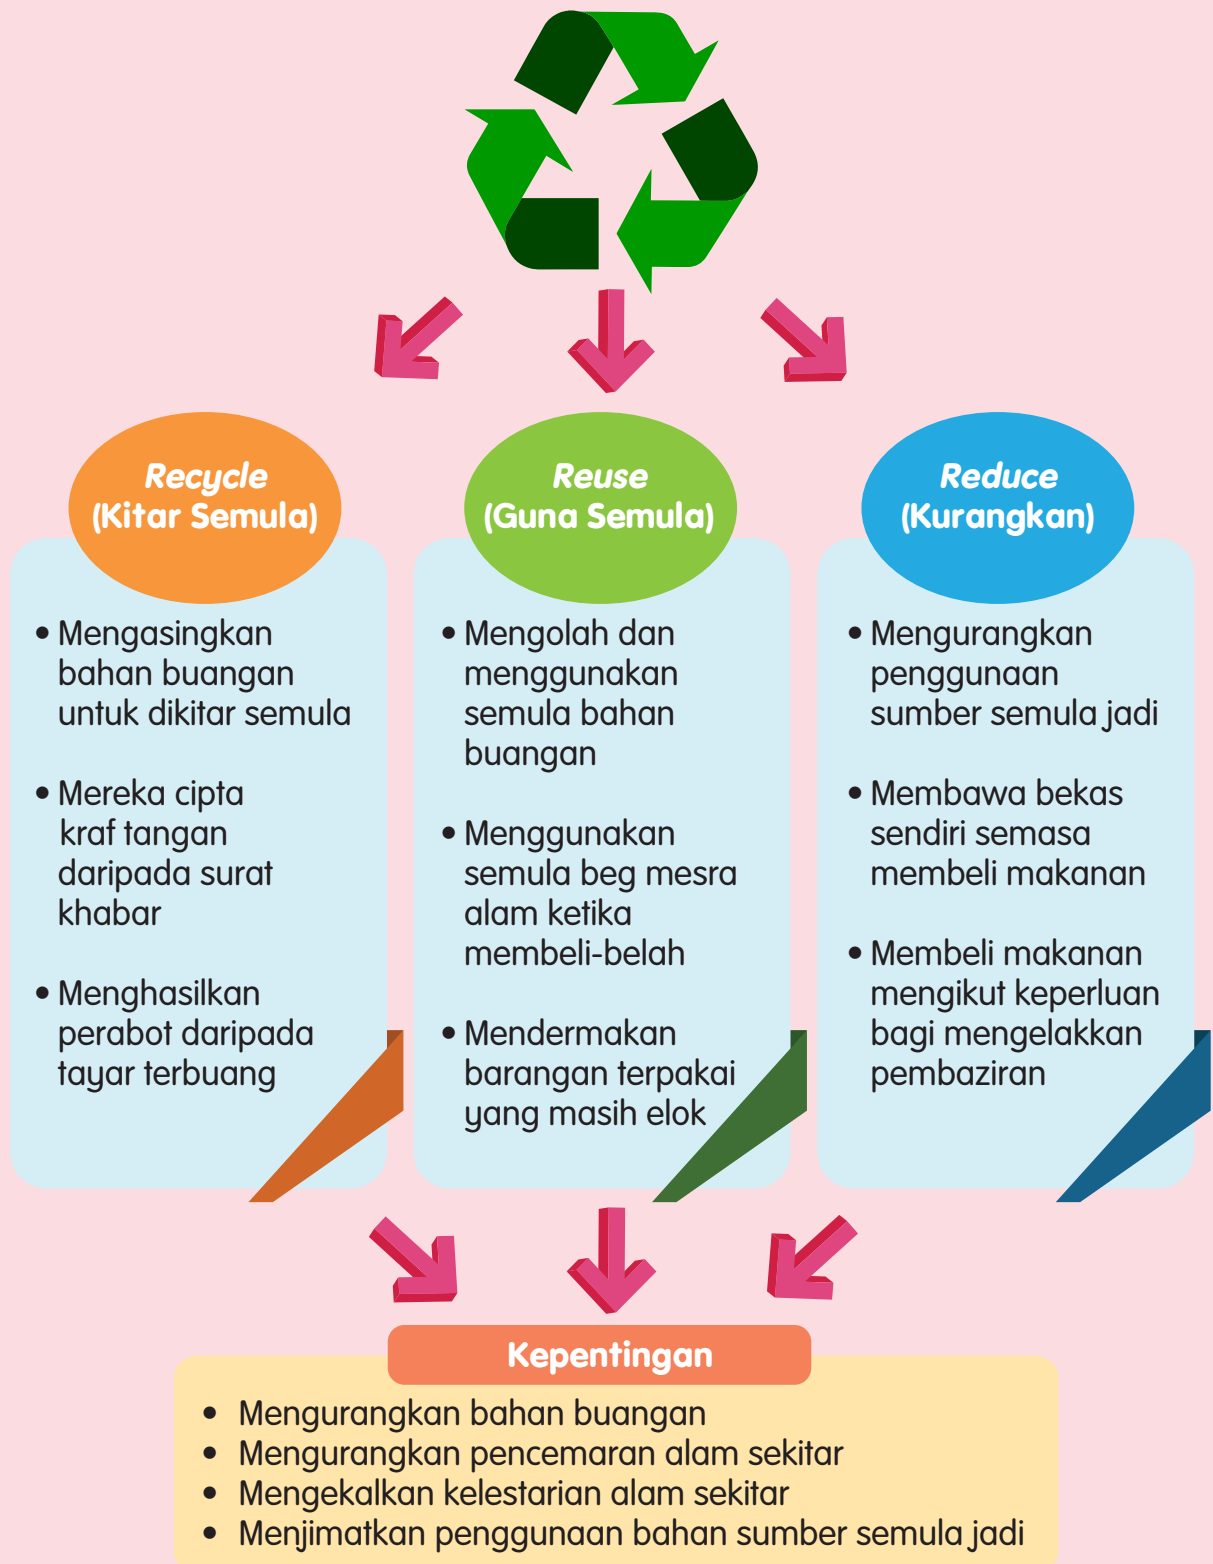 Recycle
(Kitar Semula)
• Mengasingkan
bahan buangan
untuk dikitar semula
• Mereka cipta
kraf tangan
daripada surat
khabar
• Menghasilkan
perabot daripada
tayar terbuang
Reuse
(Guna Semula)
• Mengolah dan
menggunakan
semula bahan
buangan
• Menggunakan
semula beg mesra
alam ketika
membeli-belah
• Mendermakan
barangan terpakai
yang masih elok
Reduce
(Kurangkan)
• Mengurangkan
penggunaan
sumber semula jadi
• Membawa bekas
sendiri semasa
membeli makanan
• Membeli makanan
mengikut keperluan
bagi mengelakkan
pembaziran
Kepentingan
• Mengurangkan bahan buangan
• Mengurangkan pencemaran alam sekitar
• Mengekalkan kelestarian alam sekitar
• Menjimatkan penggunaan bahan sumber semula jadi